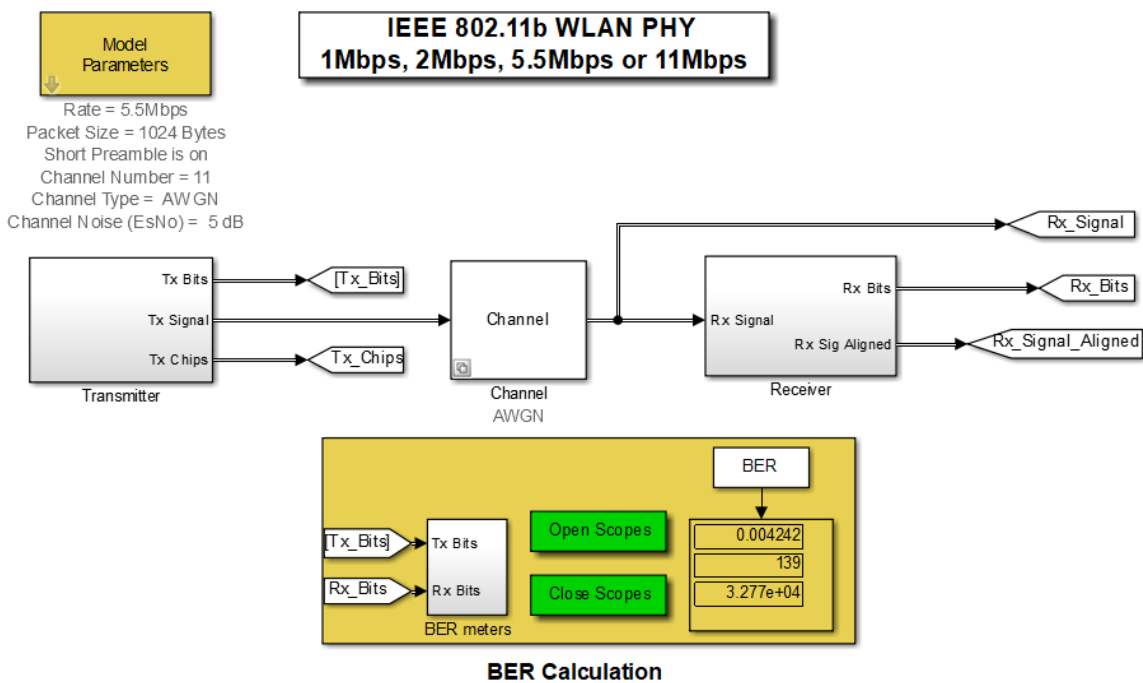 Model
Parameters
IEEE 802.11b WLAN PHY
1Mbps, 2Mbps, 5.5Mbps or 11Mbps
Rate = 5.5Mbps
Packet Size = 1024 Bytes
Short Preamble is on
Channel Number = 11
Channel Type = AWGN
Channel Noise (EsNo) = 5 dB
Tx Bits
Tx Signal
Tx Chips
Transmitter
[Tx_Bits]
Tx_Chips
Channel
Channel
AWGN
Rx Signal
Rx Bits
Rx Sig Aligned
Receiver
Rx_Signal
Rx_Bits
Rx_Signal_Aligned
[Tx_Bits]
Rx_Bits
Tx Bits
Rx Bits
BER meters
Open Scopes
Close Scopes
BER
0.004242
139
3.277e+04
BER Calculation